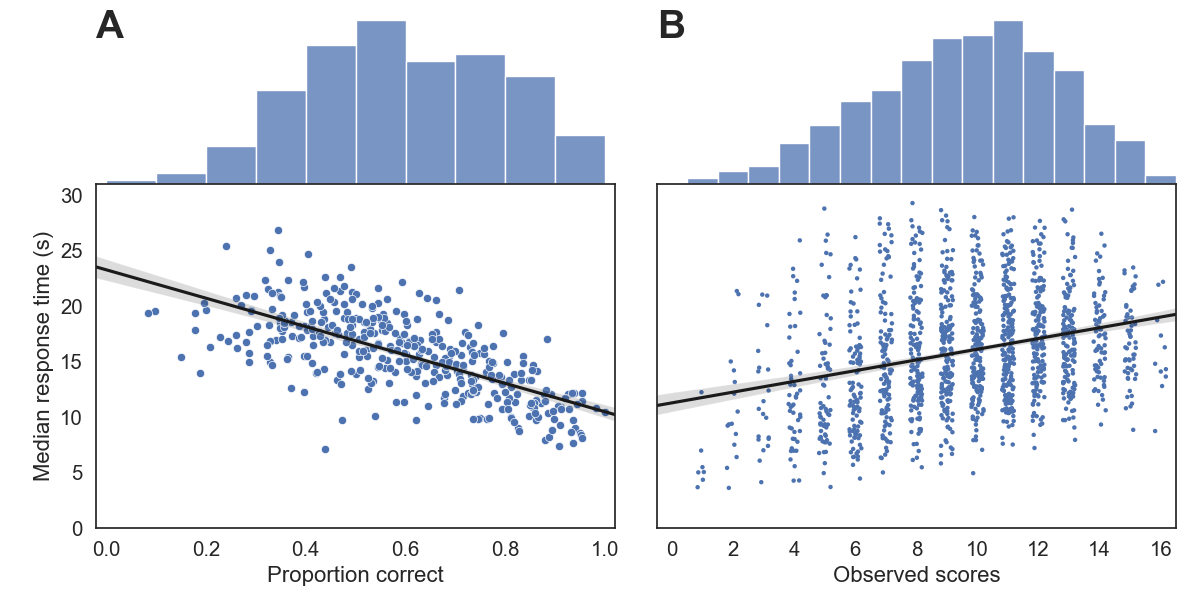 A
B
Median response time (s)
30
25
20
15
10
5
0
0.0 0.2 0.4 0.6 0.8 1.0
Proportion correct
0 2 4 6 8 10 12 14 16
Observed scores